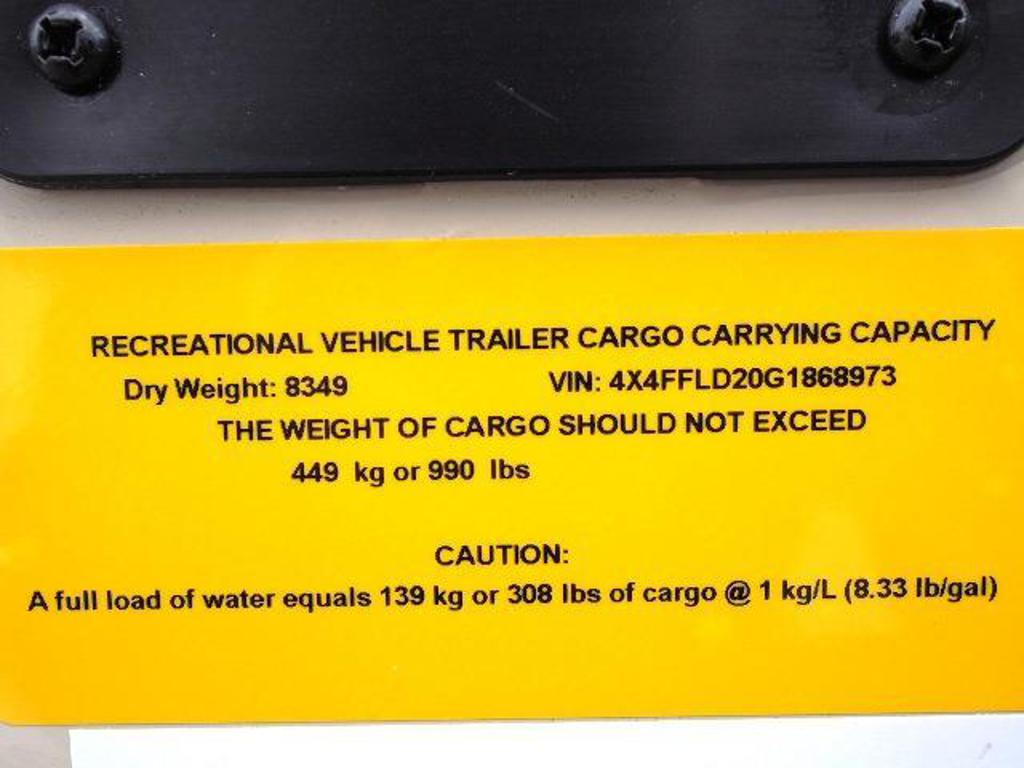 RECREATIONAL VEHICLE TRAILER CARGO CARRYING CAPACITY
Dry Weight: 8349 VIN: 4X4FFLD20G1868973
THE WEIGHT OF CARGO SHOULD NOT EXCEED
449 kg or 990 lbs
CAUTION:
A full load of water equals 139 kg or 308 lbs of cargo @ 1 kg/L (8.33 lb/gal)